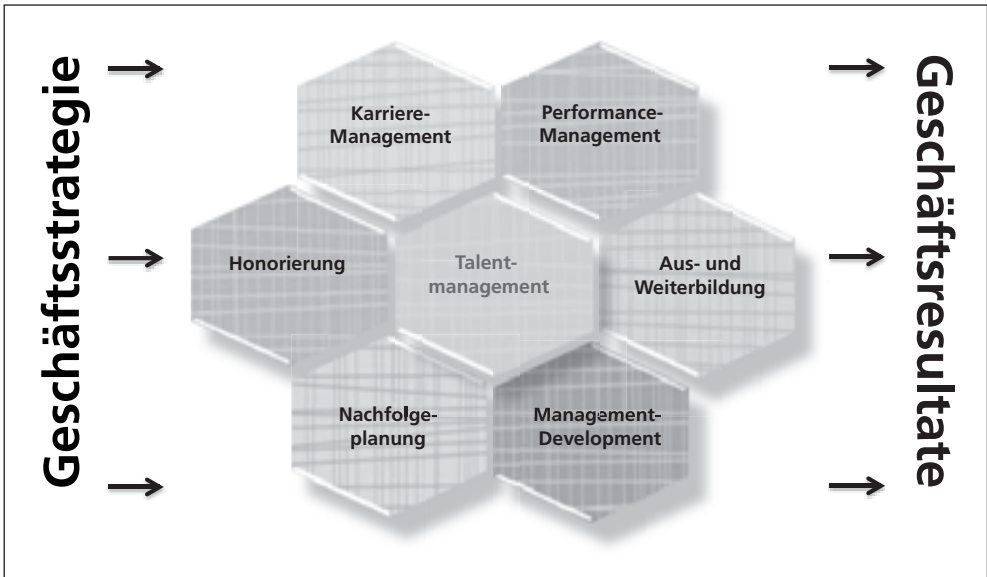 Geschäftsstrategie
Karriere-
Management
Performance-
Management
Honorierung
Talent-
management
Aus- und
Weiterbildung
Nachfolge-
planung
Management-
Development
Geschäftsresultate